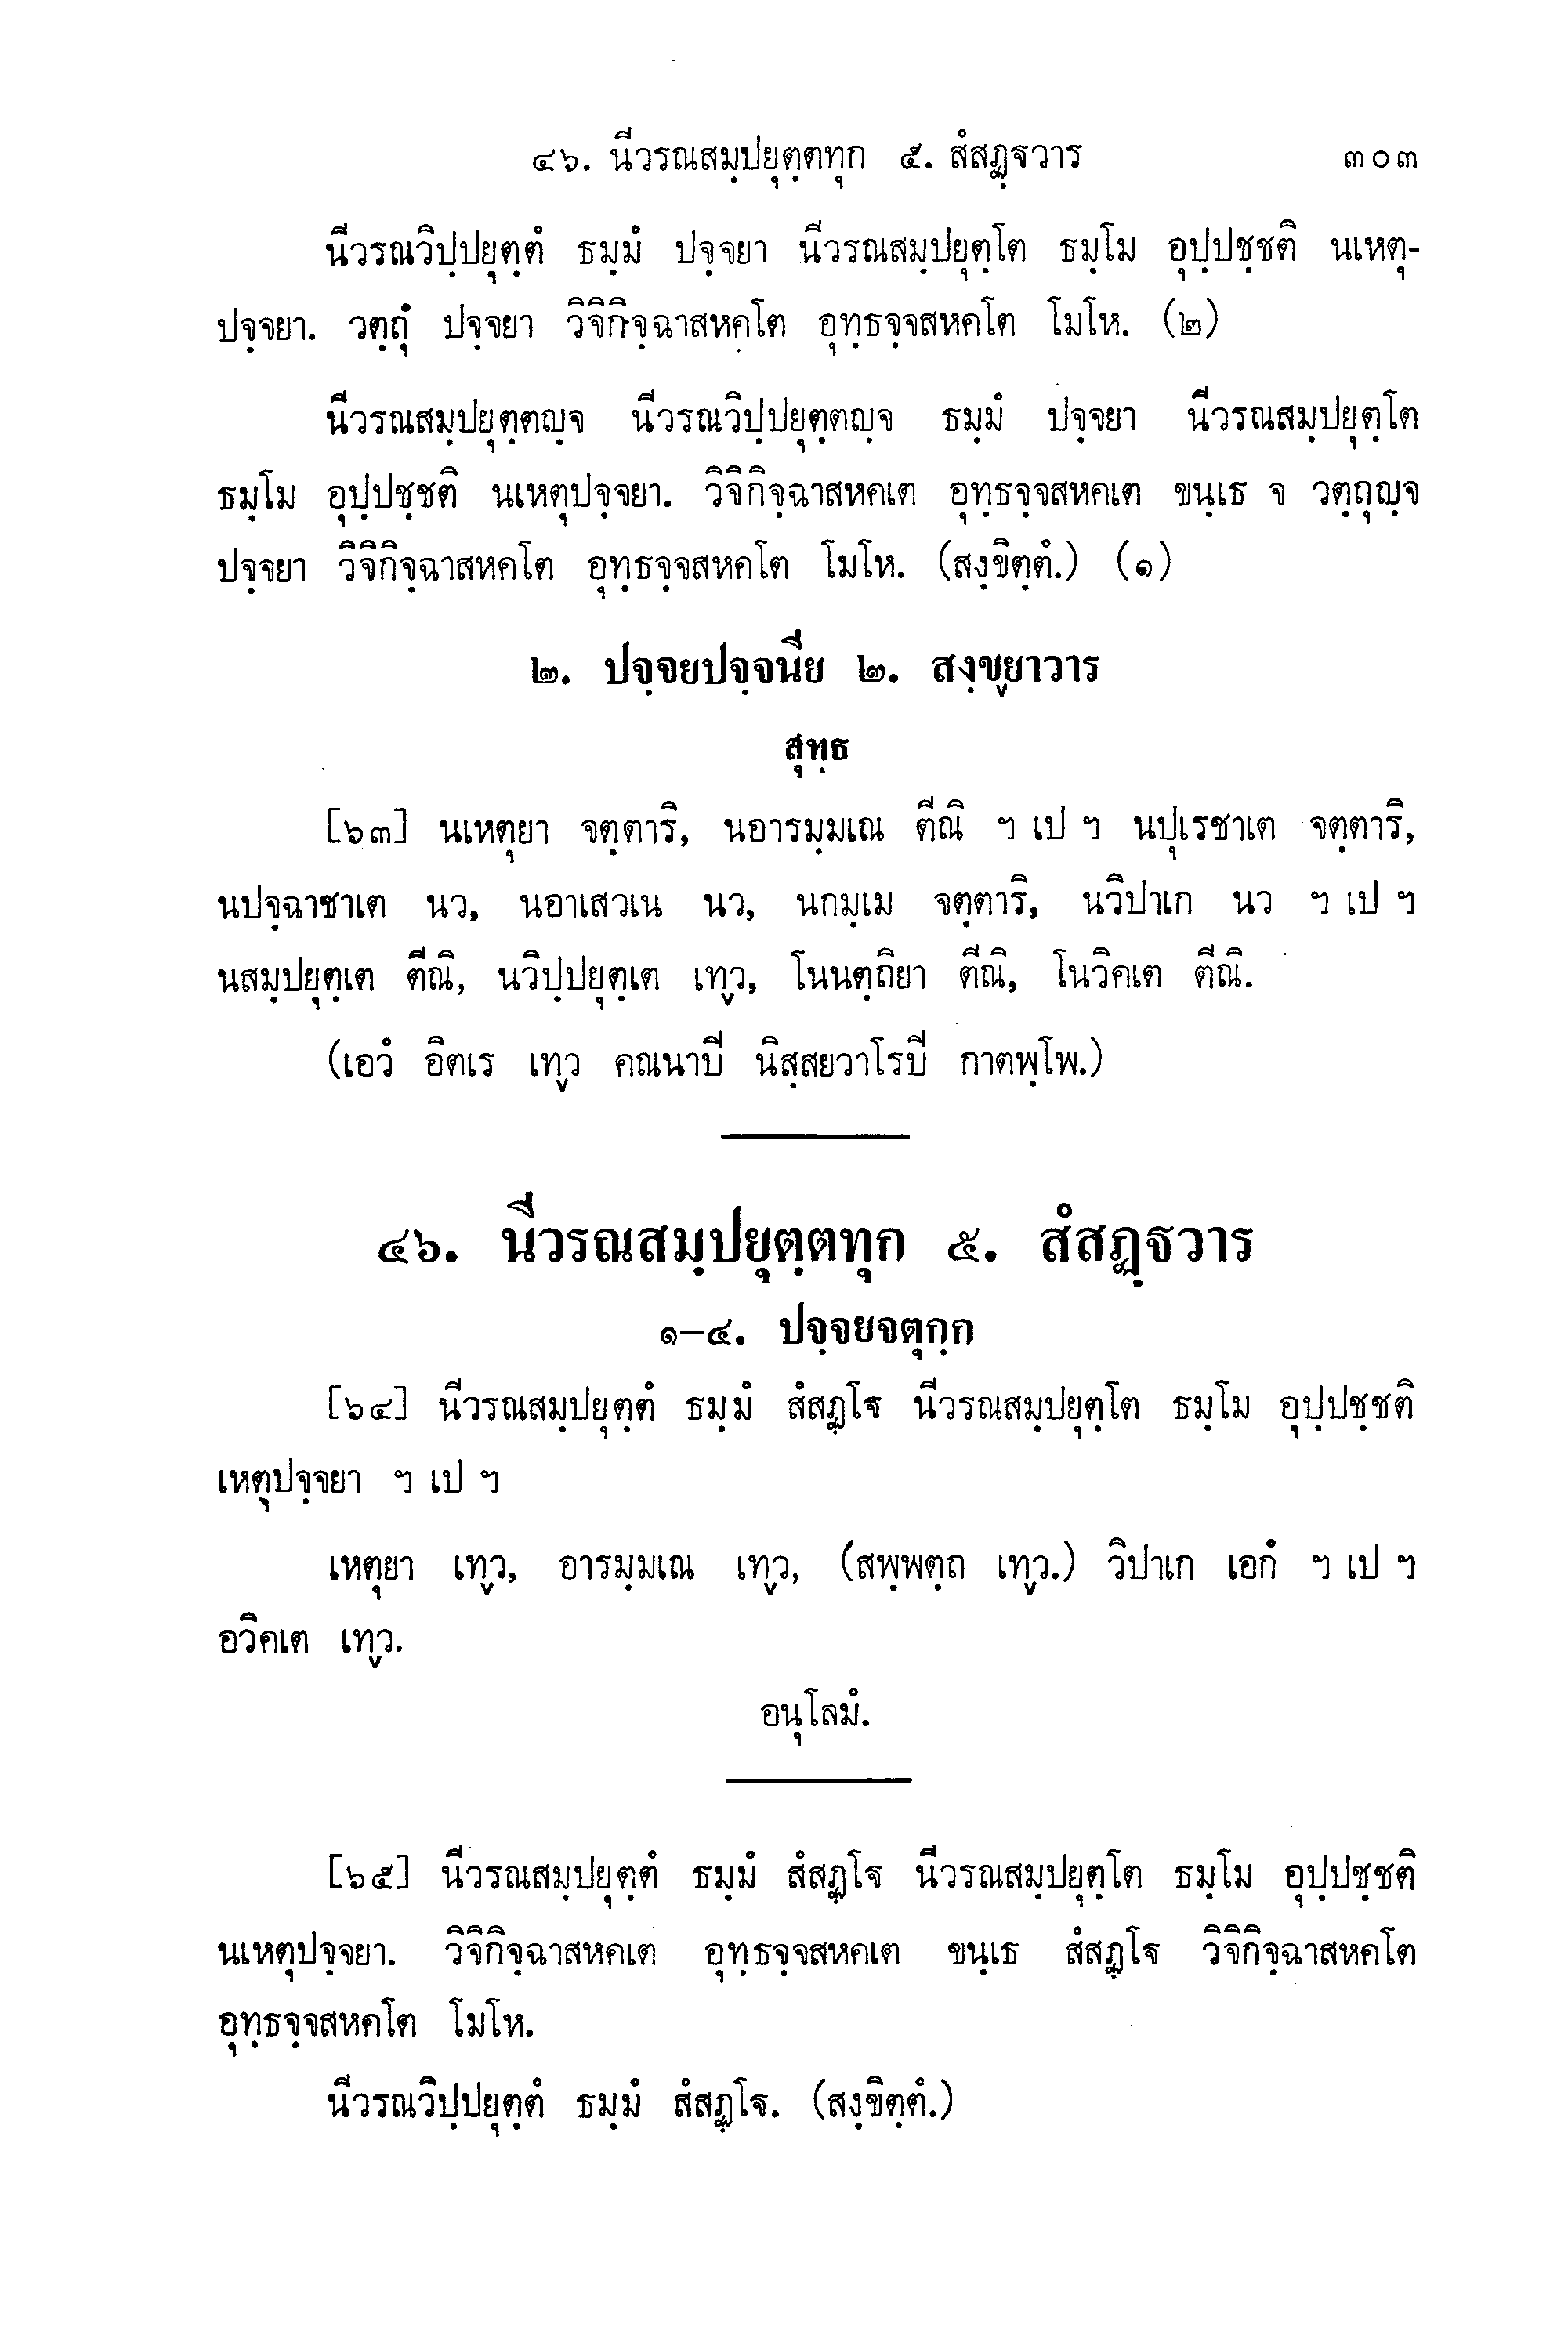 ๔๖. นีวรณสมฺปยุตฺตทุก ๕. สํสฏฺฐวาร ๓๐๓
นีวรณวิปฺปยุตฺตํ ธมฺมํ ปจฺจยา นีวรณสมฺปยุตฺโต ธมฺโม อุปฺปชฺชติ นเหตุ-
ปจฺจยา. วตฺถุํ ปจฺจยา วิจิกิจฺฉาสหคโต อุทฺธจฺจสหคโต โมโห. (๒)
นีวรณสมฺปยุตฺตญฺจ นีวรณวิปฺปยุตฺตญฺจ ธมฺมํ ปจฺจยา นีวรณสมฺปยุตฺโต
ธมฺโม อุปฺปชฺชติ นเหตุปจฺจยา. วิจิกิจฺฉาสหคเต อุทฺธจฺจสหคเต ขนฺเธ จ วตฺถุญฺจ
ปจฺจยา วิจิกิจฺฉาสหคโต อุทฺธจฺจสหคโต โมโห. (สงฺขิตฺตํ.) (๑)
๒. ปจฺจยปจฺจนีย ๒. สงฺขฺยาวาร
สุทฺธ
[๖๓] นเหตุยา จตฺตาริ, นอารมฺมเณ ตีณิ ฯ เป ฯ นปุเรชาเต จตฺตาริ,
นปจฺฉาชาเต นว, นอาเสวเน นว, นกมฺเม จตฺตาริ, นวิปาเก นว ฯ เป ฯ
นสมฺปยุตฺเต ตีณิ, นวิปฺปยุตฺเต เทฺว, โนนตฺถิยา ตีณิ, โนวิคเต ตีณิ.
(เอวํ อิตเร เทฺว คณนาปี นิสฺสยวาโรปี กาตพฺโพ.)
๔๖. นีวรณสมฺปยุตฺตทุก ๕. สํสฏฺฐวาร
๑–๔. ปจฺจยจตุกฺก
[๖๔] นีวรณสมฺปยุตฺตํ ธมฺมํ สํสฏฺโฐ นีวรณสมฺปยุตฺโต ธมฺโม อุปฺปชฺชติ
เหตุปจฺจยา ฯ เป ฯ
เหตุยา เทฺว, อารมฺมเณ เทฺว, (สพฺพตฺถ เทฺว.) วิปาเก เอกํ ฯ เป ฯ
อวิคเต เทฺว.
อนุโลมํ.
[๖๕] นีวรณสมฺปยุตฺตํ ธมฺมํ สํสฏฺโฐ นีวรณสมฺปยุตฺโต ธมฺโม อุปฺปชฺชติ
นเหตุปจฺจยา. วิจิกิจฺฉาสหคเต อุทฺธจฺจสหคเต ขนฺเธ สํสฏฺโฐ วิจิกิจฺฉาสหคโต
อุทฺธจฺจสหคโต โมโห.
นีวรณวิปฺปยุตฺตํ ธมฺมํ สํสฏฺโฐ. (สงฺขิตฺตํ.)